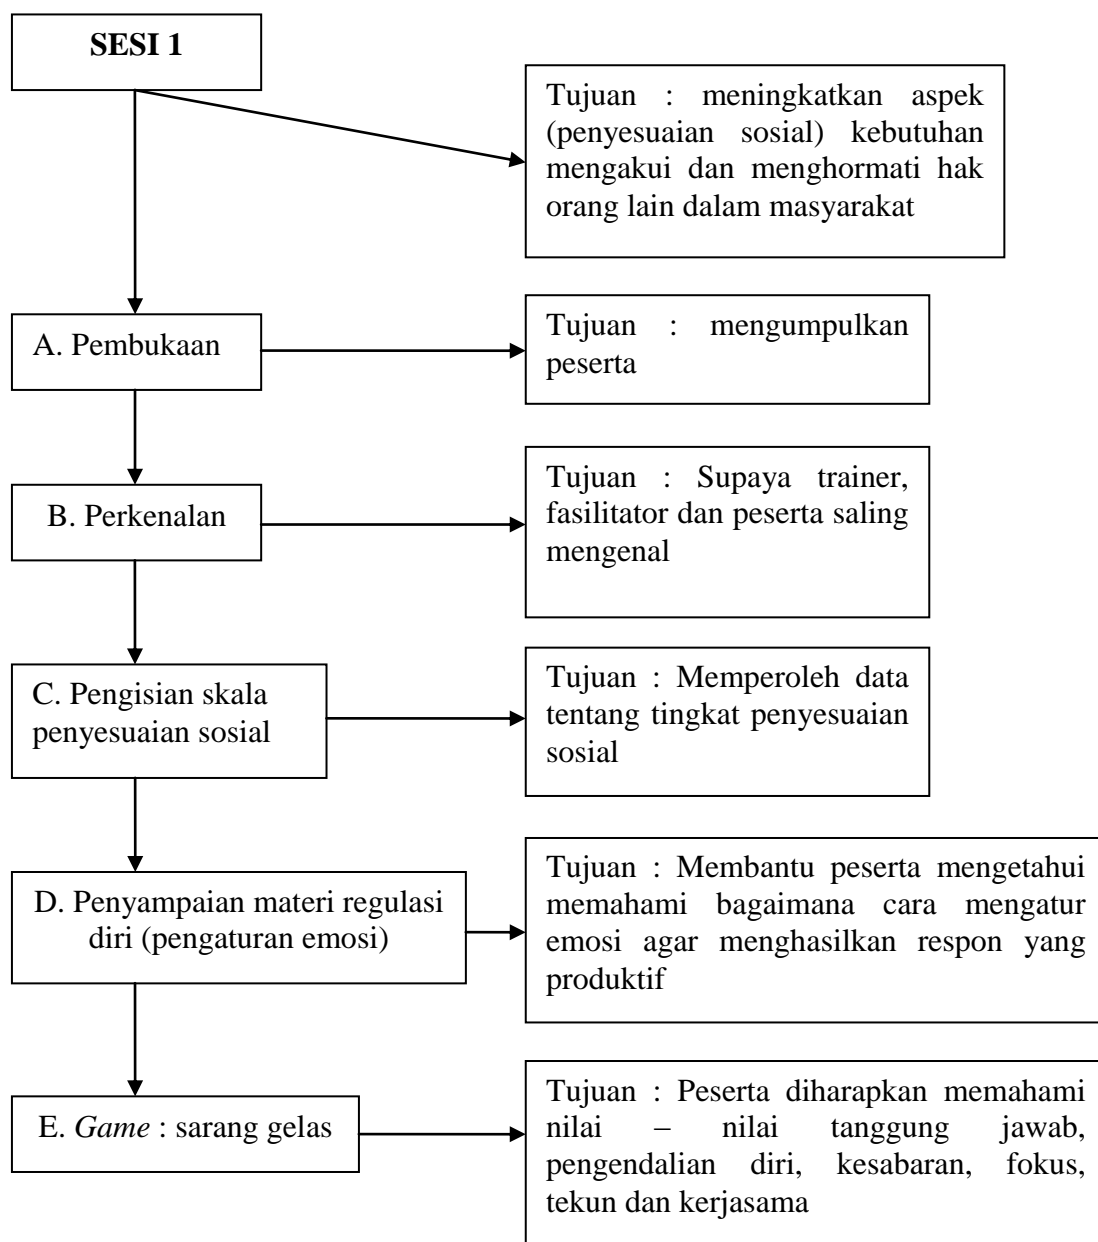 SESI 1
Tujuan : meningkatkan aspek
(penyesuaian sosial) kebutuhan
mengakui dan menghormati hak
orang lain dalam masyarakat
A. Pembukaan
Tujuan : mengumpulkan
peserta
B. Perkenalan
Tujuan : Supaya trainer,
fasilitator dan peserta saling
mengenal
C. Pengisian skala
penyesuaian sosial
Tujuan : Memperoleh data
tentang tingkat penyesuaian
sosial
D. Penyampaian materi regulasi
diri (pengaturan emosi)
Tujuan : Membantu peserta mengetahui
memahami bagaimana cara mengatur
emosi agar menghasilkan respon yang
produktif
E. Game : sarang gelas
Tujuan : Peserta diharapkan memahami
nilai – nilai tanggung jawab,
pengendalian diri, kesabaran, fokus,
tekun dan kerjasama